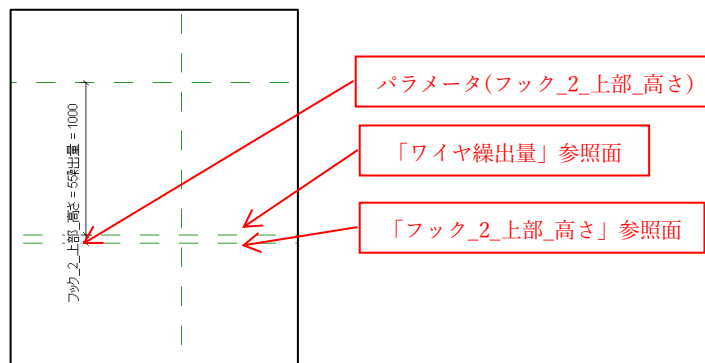 パラメータ(フック_2_上部_高さ)
「ワイヤ繰出量」参照面
「フック_2_上部_高さ」参照面
繰出量 = 1000
フック_2_上部_高さ = 55